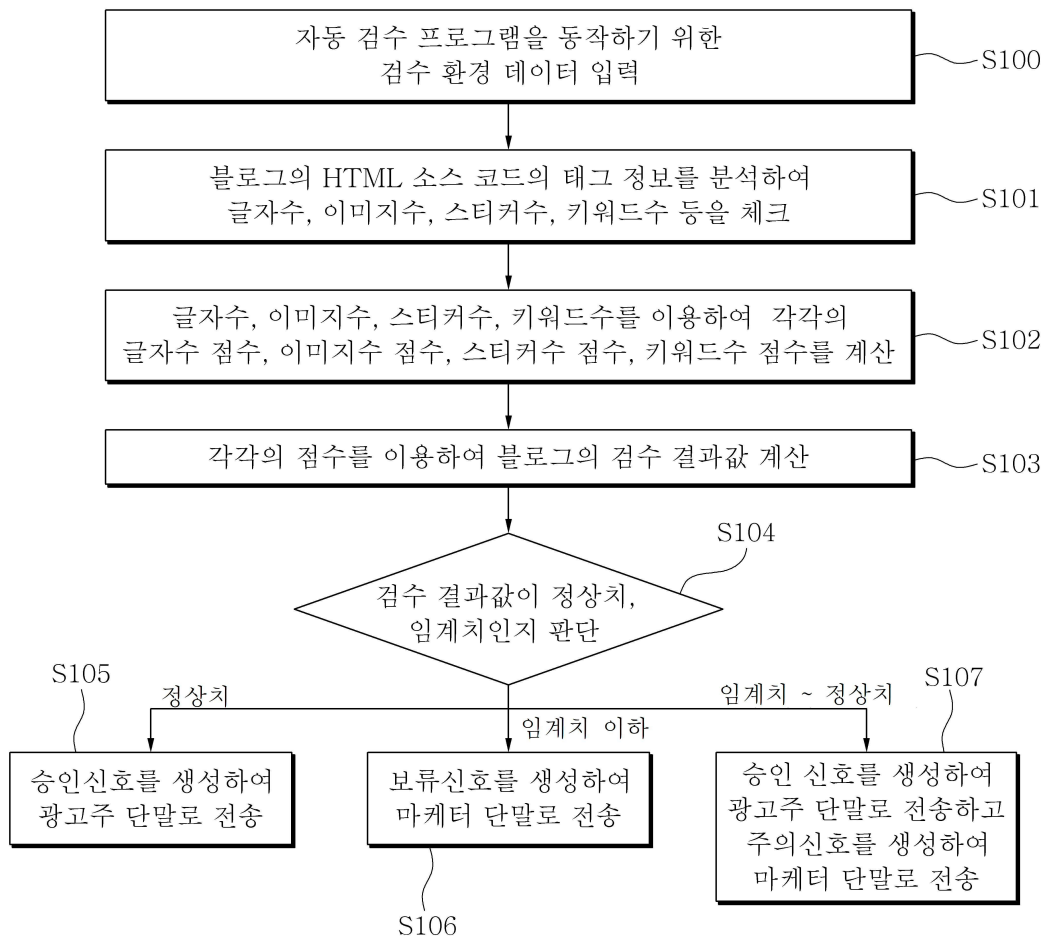 자동 검수 프로그램을 동작하기 위한
검수 환경 데이터 입력
S100
블로그의 HTML 소스 코드의 태그 정보를 분석하여
글자수, 이미지수, 스티커수, 키워드수 등을 체크
S101
글자수, 이미지수, 스티커수, 키워드수를 이용하여 각각의
글자수 점수, 이미지수 점수, 스티커수 점수, 키워드수 점수를 계산
S102
각각의 점수를 이용하여 블로그의 검수 결과값 계산
S103
S104
검수 결과값이 정상치,
임계치인지 판단
S105
정상치
임계치 이하
임계치 ~ 정상치
S107
승인신호를 생성하여
광고주 단말로 전송
보류신호를 생성하여
마케터 단말로 전송
S106
승인 신호를 생성하여
광고주 단말로 전송하고
주의신호를 생성하여
마케터 단말로 전송